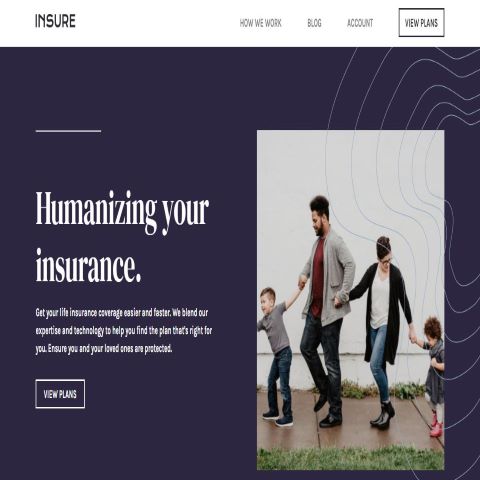 INSURE
HOW WE WORK
BLOG
ACCOUNT
VIEW PLANS
Humanizing your
insurance.
Get your life insurance coverage easier and faster. We blend our
expertise and technology to help you find the plan that's right for
you. Ensure you and your loved ones are protected.
VIEW PLANS